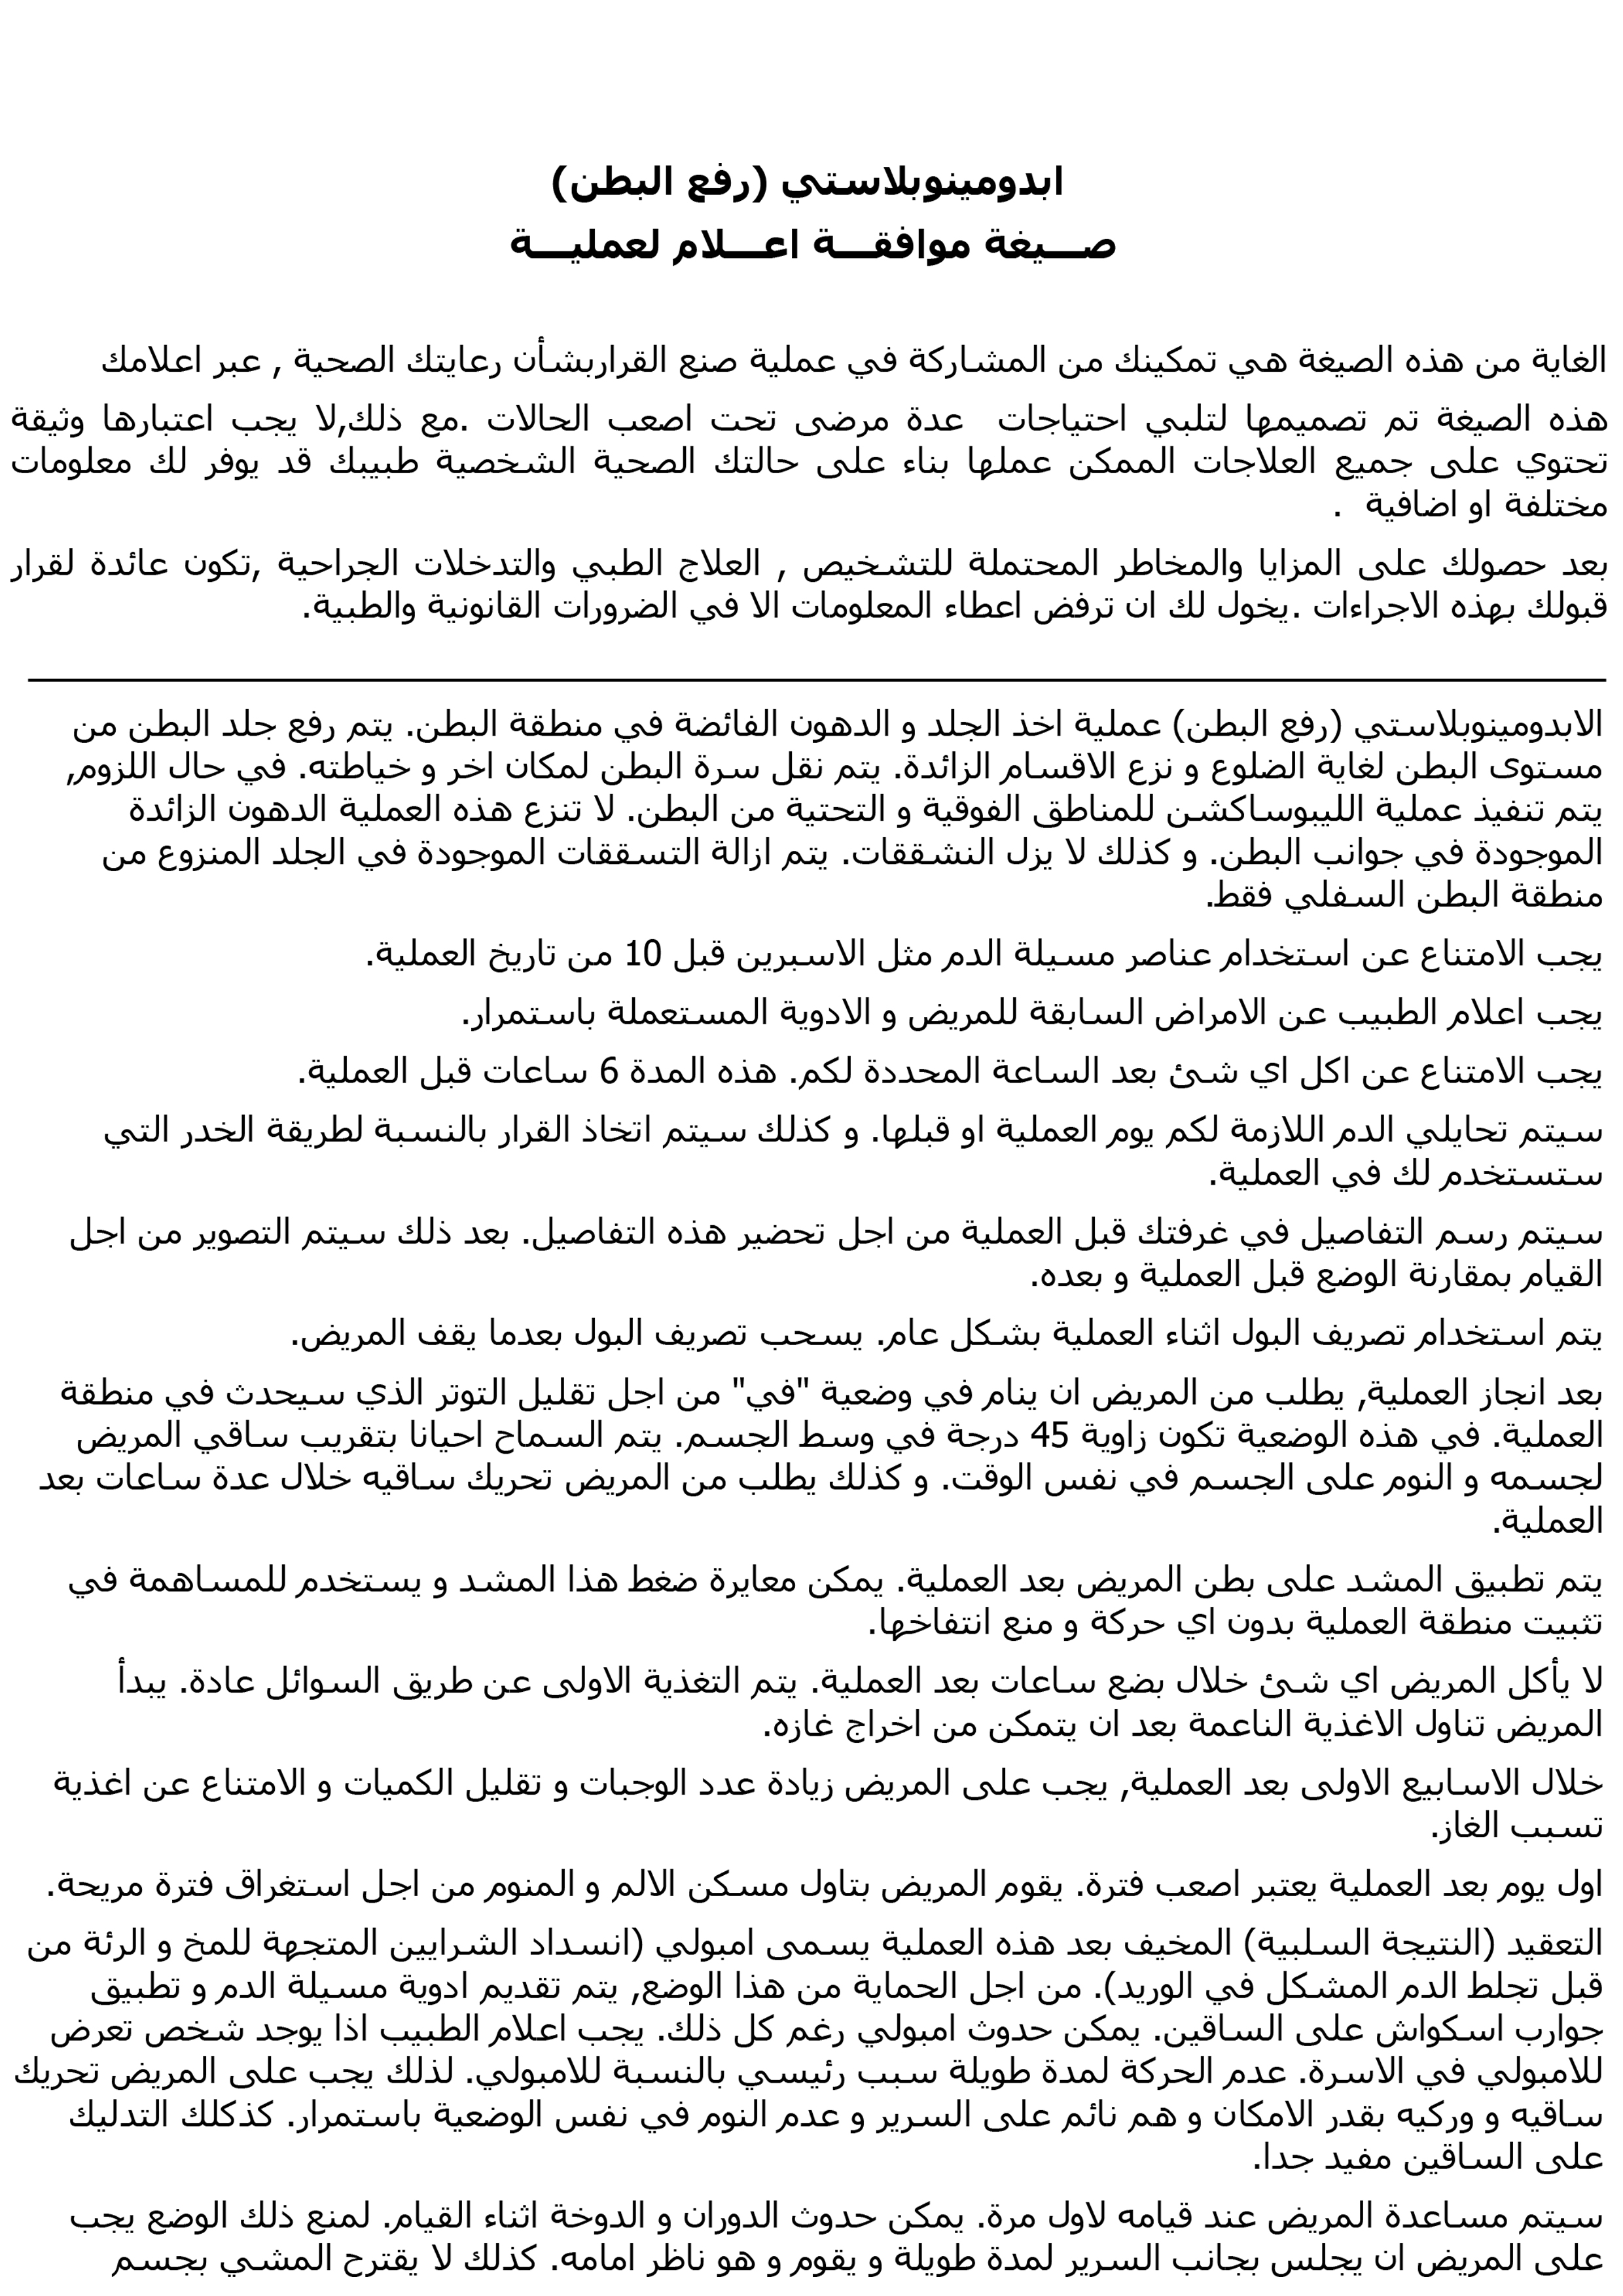 ابدومينوبلاستي (رفع البطن)
صـــيغة موافقـــة اعـــلام لعمليـــة
الغاية من هذه الصيغة هي تمكينك من المشاركة في عملية صنع القراربشأن رعايتك الصحية , عبر اعلامك
هذه الصيغة تم تصميمها لتلبي احتياجات عدة مرضى تحت اصعب الحالات .مع ذلك,لا يجب اعتبارها وثيقة
تحتوي على جميع العلاجات الممكن عملها بناء على حالتك الصحية الشخصية طبيبك قد يوفر لك معلومات
مختلفة او اضافية .
بعد حصولك على المزايا والمخاطر المحتملة للتشخيص , العلاج الطبي والتدخلات الجراحية ,تكون عائدة لقرار
قبولك بهذه الاجراءات .يخول لك ان ترفض اعطاء المعلومات الا في الضرورات القانونية والطبية.
الابدومينوبلاستي (رفع البطن) عملية اخذ الجلد و الدهون الفائضة في منطقة البطن. يتم رفع جلد البطن من
مستوى البطن لغاية الضلوع و نزع الاقسام الزائدة. يتم نقل سرة البطن لمكان اخر و خياطته. في حال اللزوم,
يتم تنفيذ عملية الليبوساكشن للمناطق الفوقية و التحتية من البطن. لا تنزع هذه العملية الدهون الزائدة
الموجودة في جوانب البطن. و كذلك لا يزل النشققات. يتم ازالة التسققات الموجودة في الجلد المنزوع من
منطقة البطن السفلي فقط.
يجب الامتناع عن استخدام عناصر مسيلة الدم مثل الاسبرين قبل 10 من تاريخ العملية.
يجب اعلام الطبيب عن الامراض السابقة للمريض و الادوية المستعملة باستمرار.
يجب الامتناع عن اكل اي شئ بعد الساعة المحددة لكم. هذه المدة 6 ساعات قبل العملية.
سيتم تحايلي الدم اللازمة لكم يوم العملية او قبلها. و كذلك سيتم اتخاذ القرار بالنسبة لطريقة الخدر التي
ستستخدم لك في العملية.
سيتم رسم التفاصيل في غرفتك قبل العملية من اجل تحضير هذه التفاصيل. بعد ذلك سيتم التصوير من اجل
القيام بمقارنة الوضع قبل العملية و بعده.
يتم استخدام تصريف البول اثناء العملية بشكل عام. يسحب تصريف البول بعدما يقف المريض.
بعد انجاز العملية, يطلب من المريض ان ينام في وضعية "في" من اجل تقليل التوتر الذي سيحدث في منطقة
العملية. في هذه الوضعية تكون زاوية 45 درجة في وسط الجسم. يتم السماح احيانا بتقريب ساقي المريض
لجسمه و النوم على الجسم في نفس الوقت. و كذلك يطلب من المريض تحريك ساقيه خلال عدة ساعات بعد
العملية.
يتم تطبيق المشد على بطن المريض بعد العملية. يمكن معايرة ضغط هذا المشد و يستخدم للمساهمة في
تثبيت منطقة العملية بدون اي حركة و منع انتفاخها.
لا يأكل المريض اي شئ خلال بضع ساعات بعد العملية. يتم التغذية الاولى عن طريق السوائل عادة. يبدأ
المريض تناول الاغذية الناعمة بعد ان يتمكن من اخراج غازه.
خلال الاسابيع الاولى بعد العملية, يجب على المريض زيادة عدد الوجبات و تقليل الكميات و الامتناع عن اغذية
تسبب الغاز.
اول يوم بعد العملية يعتبر اصعب فترة. يقوم المريض بتاول مسكن الالم و المنوم من اجل استغراق فترة مريحة.
التعقيد (النتيجة السلبية) المخيف بعد هذه العملية يسمى امبولي (انسداد الشرايين المتجهة للمخ و الرئة من
قبل تجلط الدم المشكل في الوريد). من اجل الحماية من هذا الوضع, يتم تقديم ادوية مسيلة الدم و تطبيق
جوارب اسكواش على الساقين. يمكن حدوث امبولي رغم كل ذلك. يجب اعلام الطبيب اذا يوجد شخص تعرض
للامبولي في الاسرة. عدم الحركة لمدة طويلة سبب رئيسي بالنسبة للامبولي. لذلك يجب على المريض تحريك
ساقيه و وركيه بقدر الامكان و هم نائم على السرير و عدم النوم في نفس الوضعية باستمرار. كذكلك التدليك
على الساقين مفيد جدا.
سيتم مساعدة المريض عند قيامه لاول مرة. يمكن حدوث الدوران و الدوخة اثناء القيام. لمنع ذلك الوضع يجب
على المريض ان يجلس بجانب السرير لمدة طويلة و يقوم و هو ناظر امامه. كذلك لا يقترح المشي بجسم